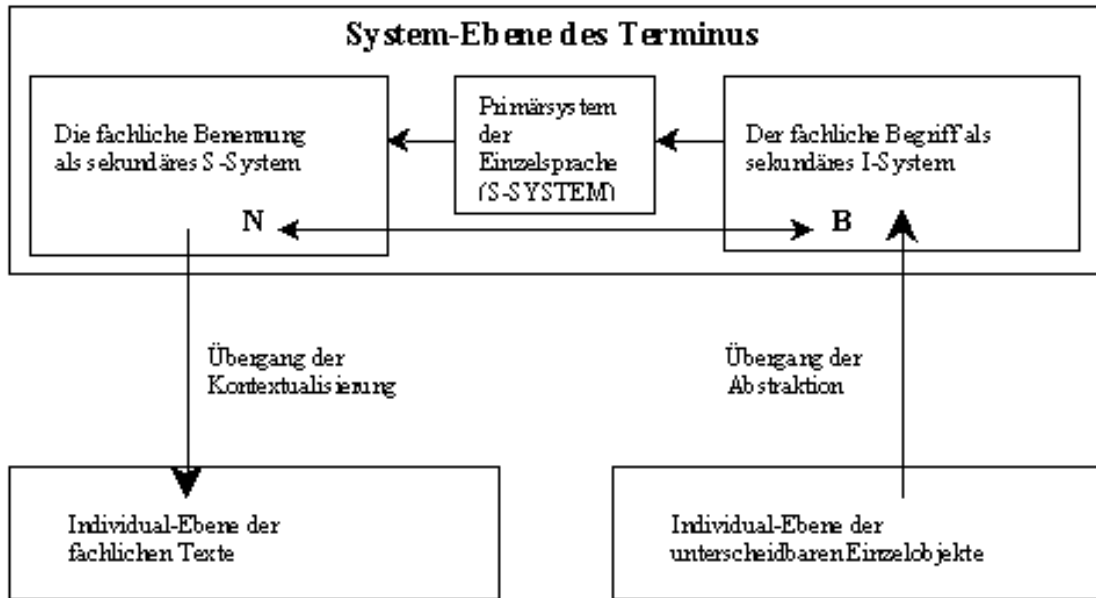 System-Ebene des Terminus
Die fachliche Benennung
als sekundäres S-System
N
Primärsystem
der
Einzelsprache
(S-SYSTEM)
Der fachliche Begriff als
sekundäres I-System
B
Übergang der
Kontextualisierung
Übergang der
Abstraktion
Individual-Ebene der
fachlichen Texte
Individual-Ebene der
unterscheidbaren Einzelobjekte